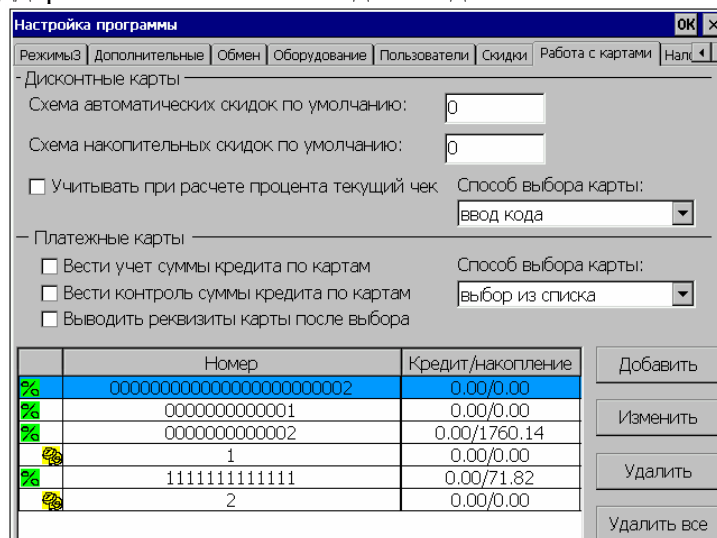 Настройка программы OK ×
Режимы3 Дополнительные Обмен Оборудование Пользователи Скидки Работа с картами
Дисконтные карты
Схема автоматических скидок по умолчанию: 0
Схема накопительных скидок по умолчанию: 0
Учитывать при расчете процента текущий чек Способ выбора карты:
ввод кода
Платежные карты
Вести учет суммы кредита по картам Способ выбора карты:
Вести контроль суммы кредита по картам выбор из списка
Выводить реквизиты карты после выбора
Номер Кредит/накопление Добавить
% 0000000000000000000000002 0.00/0.00
% 0000000000001 0.00/0.00 Изменить
% 0000000000002 0.00/1760.14
1 0.00/0.00
% 1111111111111 0.00/71.82 Удалить
2 0.00/0.00
Удалить все